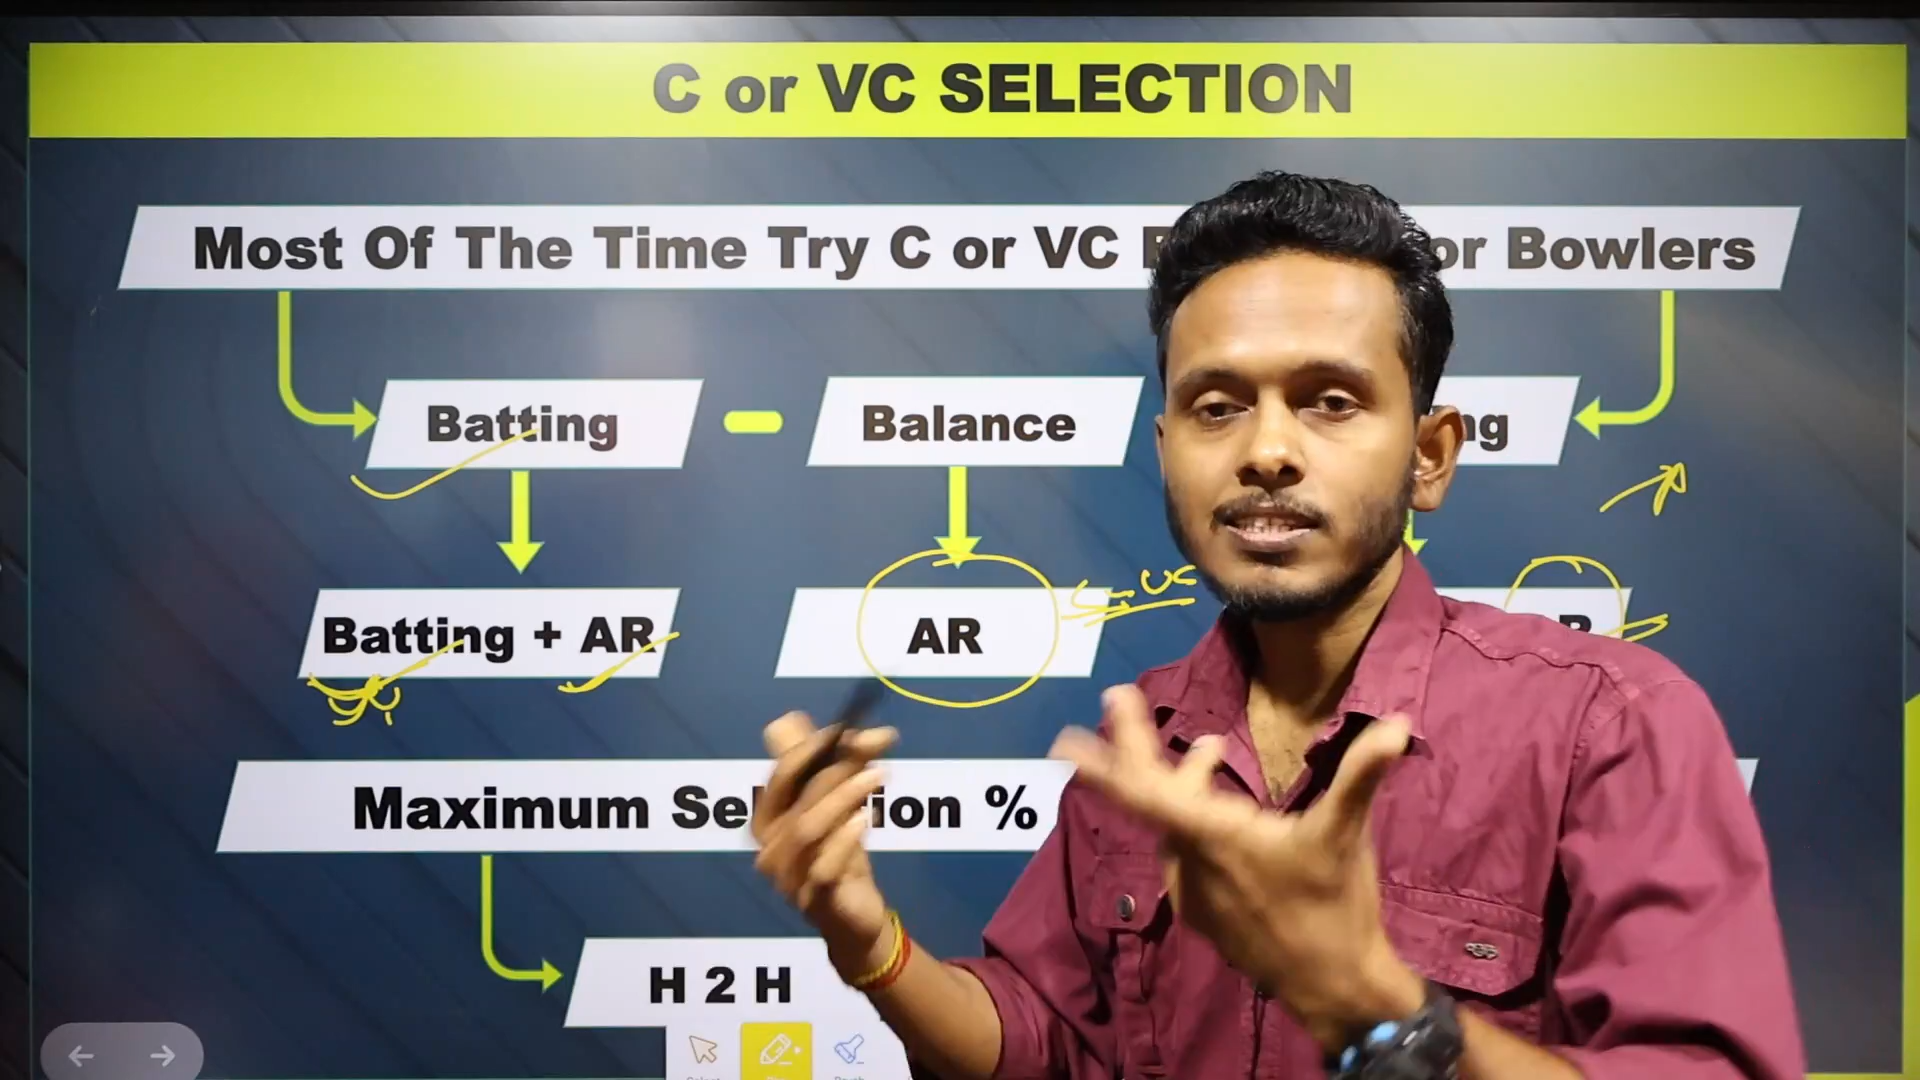 C or VC SELECTION
Most Of The Time Try C or VC or Bowlers
Batting Balance ng
Batting + AR AR
Maximum Sel ion %
H 2 H